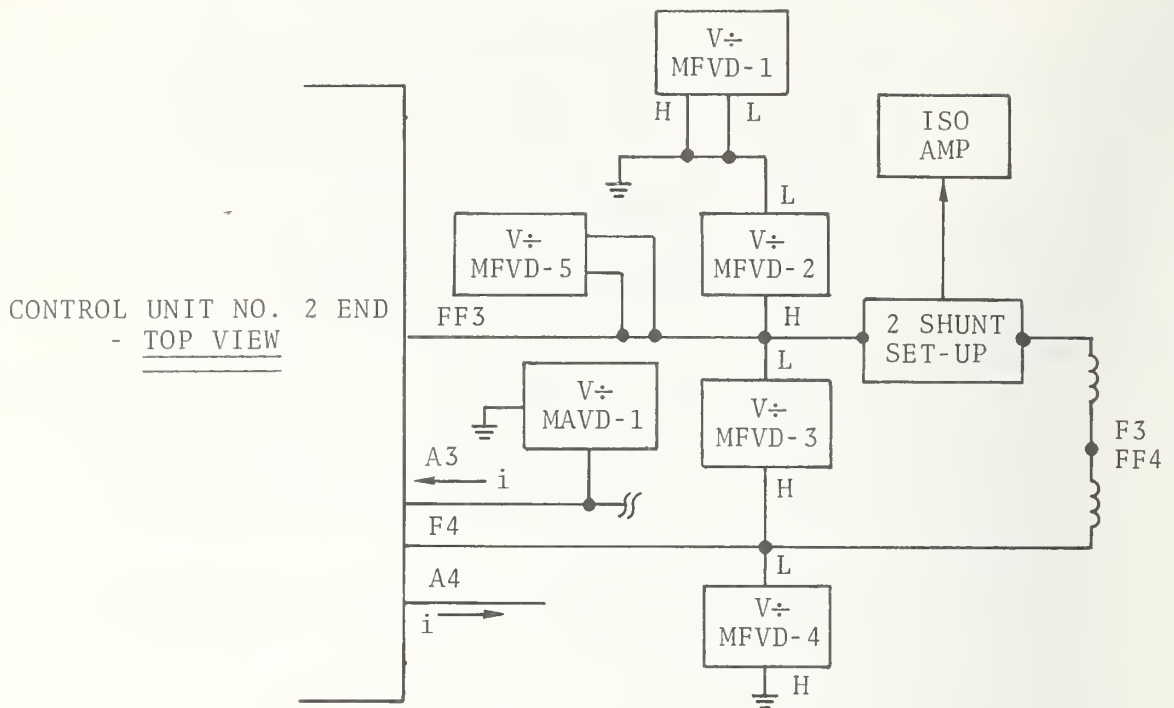 V÷
MFVD-1
H L
ISO
AMP
L
V÷
MFVD-5
V÷
MFVD-2
CONTROL UNIT NO. 2 END
- TOP VIEW
FF3
H
2 SHUNT
SET-UP
L
V÷
MAVD-1
V÷
MFVD-3
F3
FF4
A3
i
H
F4
L
A4
i
V÷
MFVD-4
H